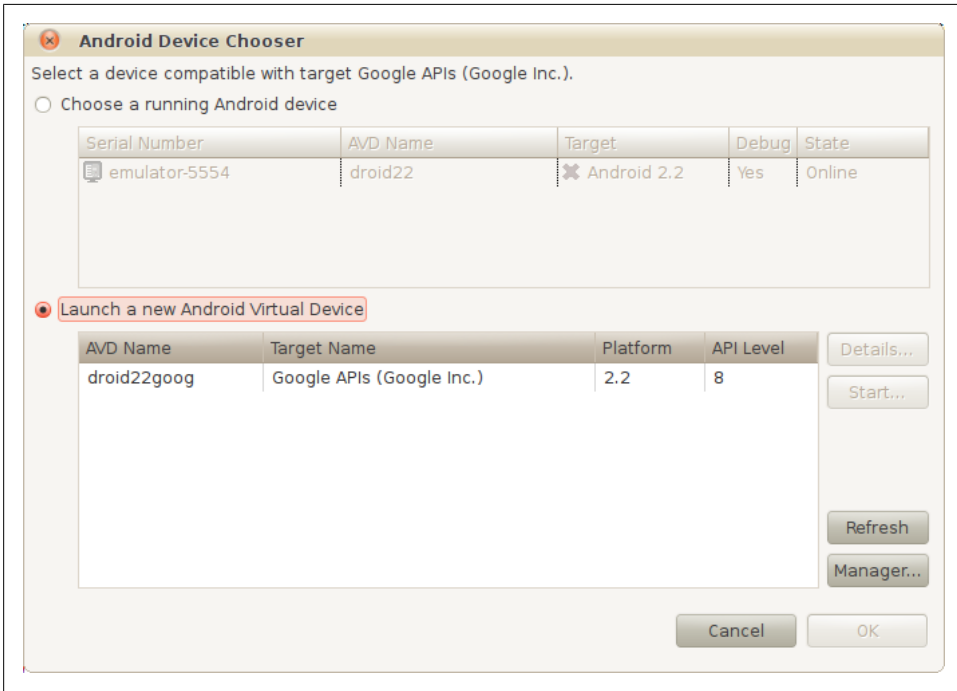 Android Device Chooser
Select a device compatible with target Google APIs (Google Inc.).
Choose a running Android device
Serial Number AVD Name Target Debug State
emulator-5554 droid22 Android 2.2 Yes Online
Launch a new Android Virtual Device
AVD Name Target Name Platform API Level
Details...
droid22goog Google APIs (Google Inc.) 2.2 8
Start...
Refresh
Manager...
Cancel OK